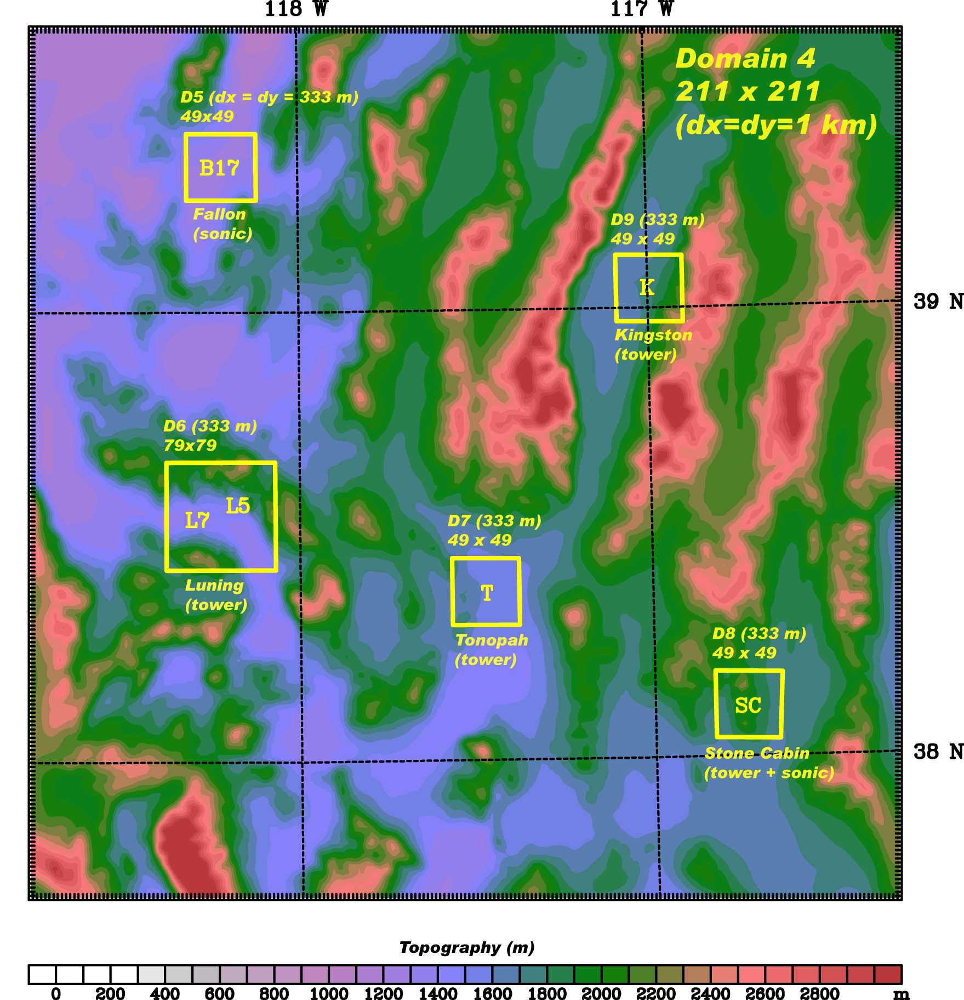 118 W 117 W
Domain 4
211 x 211
(dx=dy=1 km)
D5 (dx = dy = 333 m)
49x49
B17
Fallon
(sonic)
D9 (333 m)
49 x 49
K
Kingston
(tower)
39 N
D6 (333 m)
79x79
L5
L7
Luning
(tower)
D7 (333 m)
49 x 49
T
Tonopah
(tower)
D8 (333 m)
49 x 49
SC
Stone Cabin
(tower + sonic)
38 N
Topography (m)
0 200 400 600 800 1000 1200 1400 1600 1800 2000 2200 2400 2600 2800 m